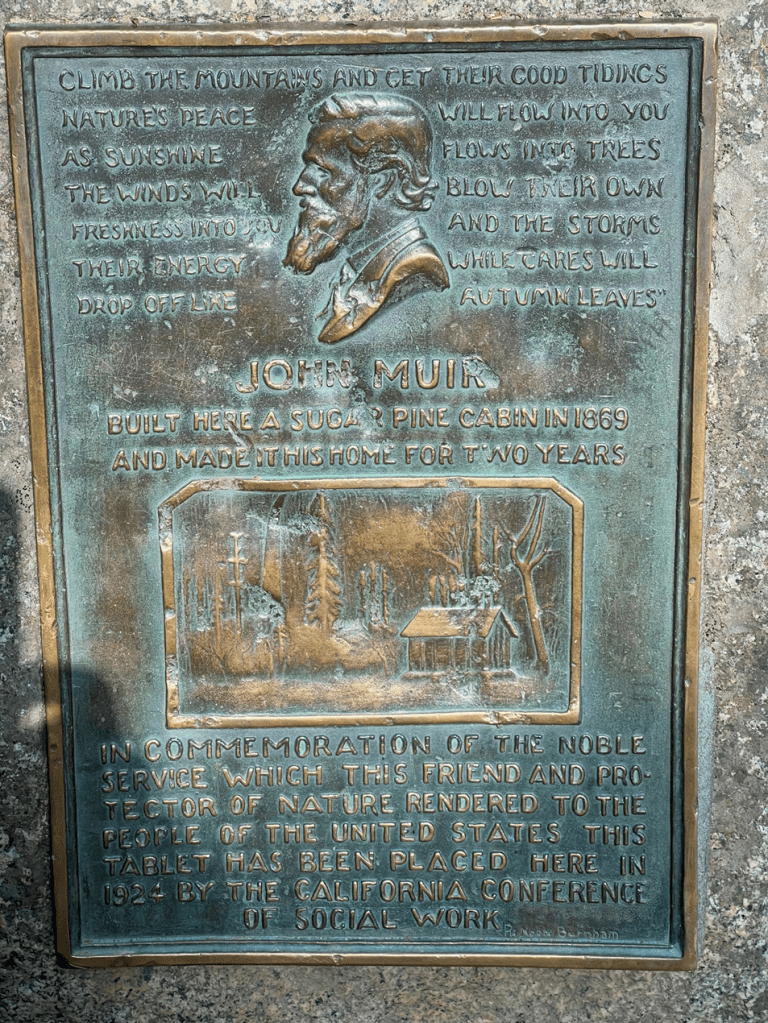 CLIMB THE MOUNTAINS AND GET THEIR GOOD TIDINGS
NATURE'S PEACE WILL FLOW INTO YOU
AS SUNSHINE FLOWS INTO TREES
THE WINDS WILL BLOW THEIR OWN
FRESHNESS INTO YOU AND THE STORMS
THEIR ENERGY WHILE CARES WILL
DROP OFF LIKE AUTUMN LEAVES"
JOHN MUIR
BUILT HERE A SUGAR PINE CABIN IN 1869
AND MADE IT HIS HOME FOR TWO YEARS
IN COMMEMORATION OF THE NOBLE
SERVICE WHICH THIS FRIEND AND PRO-
TECTOR OF NATURE RENDERED TO THE
PEOPLE OF THE UNITED STATES THIS
TABLET HAS BEEN PLACED HERE IN
1924 BY THE CALIFORNIA CONFERENCE
OF SOCIAL WORK
Burnham